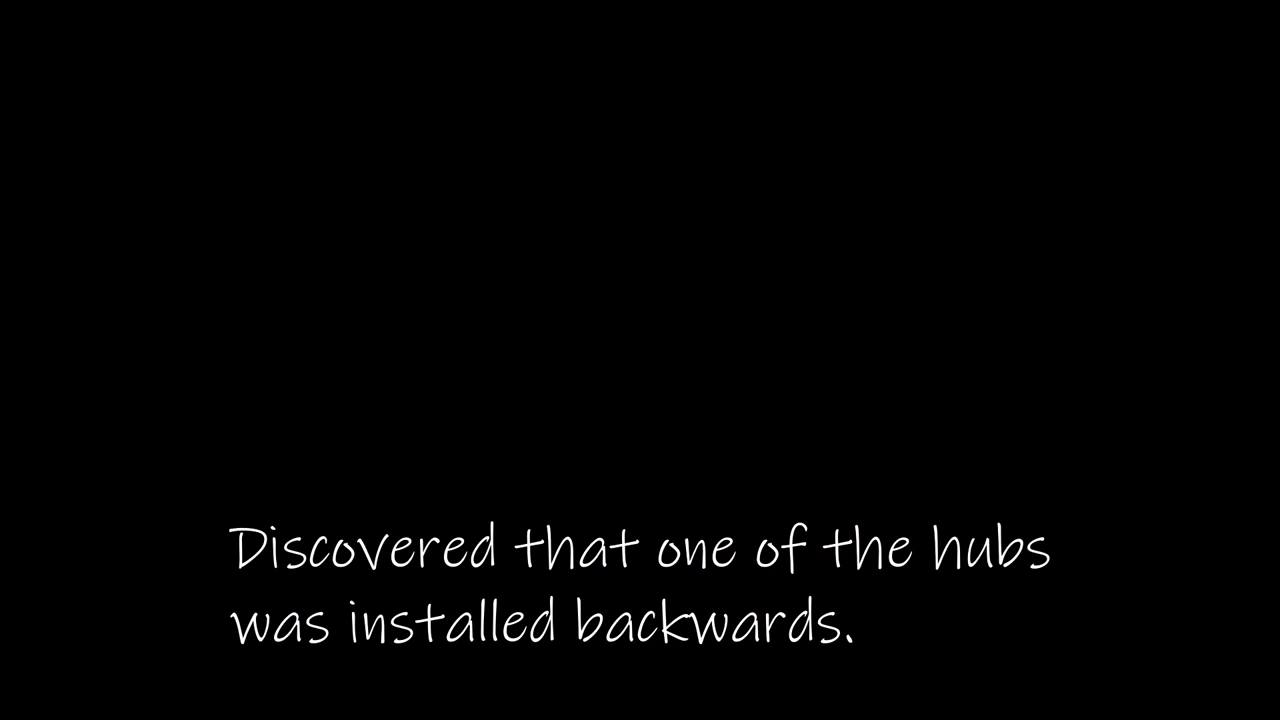 Discovered that one of the hubs
was installed backwards.